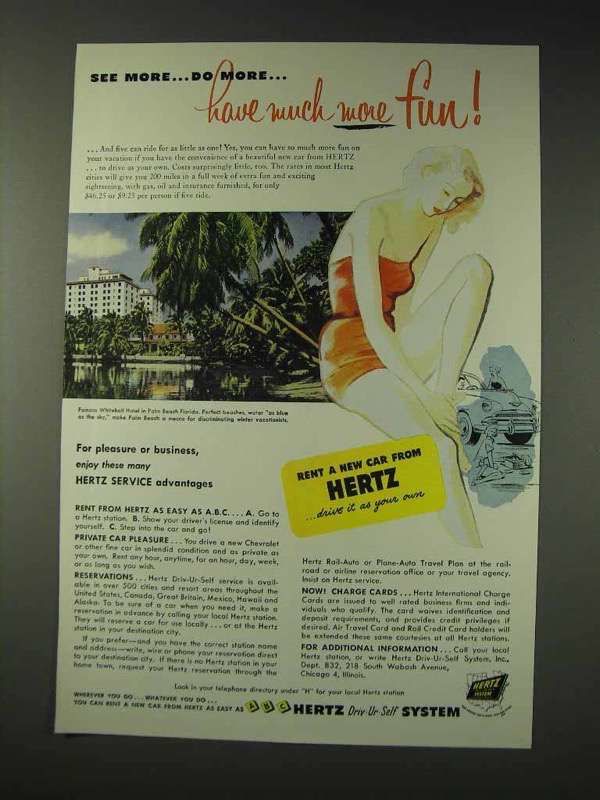 SEE MORE...DO MORE...
have much more fun!
... And five can ride for as little as one! Yes, you can have so much more fun on
your vacation if you have the convenience of a beautiful new car from HERTZ
... to drive as your own. Costs surprisingly little, too. The rates in most Hertz
cities will give you 200 miles in a full week of extra fun and exciting
sightseeing, with gas, oil and insurance furnished, for only
$46.25 or $9.25 per person if five ride.
Famous Whitehall Hotel in Palm Beach Florida. Perfect beaches, water "as blue
as the sky," make Palm Beach a mecca for discriminating winter vacationists.
For pleasure or business,
enjoy these many
HERTZ SERVICE advantages
RENT A NEW CAR FROM
HERTZ
...drive it as your own
RENT FROM HERTZ AS EASY AS A.B.C. ... A. Go to
a Hertz station. B. Show your driver's license and identify
yourself. C. Step into the car and go!
PRIVATE CAR PLEASURE ... You drive a new Chevrolet
or other fine car in splendid condition and as private as
your own. Rent any hour, anytime, for an hour, day, week,
or as long as you wish.
RESERVATIONS ... Hertz Driv-Ur-Self service is avail-
able in over 500 cities and resort areas throughout the
United States, Canada, Great Britain, Mexico, Hawaii and
Alaska. To be sure of a car when you need it, make a
reservation in advance by calling your local Hertz station.
They will reserve a car for use locally ... or at the Hertz
station in your destination city.
If you prefer—and you have the correct station name
and address—write, wire or phone your reservation direct
to your destination city. If there is no Hertz station in your
home town, request your Hertz reservation through the
Hertz Rail-Auto or Plane-Auto Travel Plan at the rail-
road or airline reservation office or your travel agency.
Insist on Hertz service.
NOW! CHARGE CARDS ... Hertz International Charge
Cards are issued to well rated business firms and indi-
viduals who qualify. The card waives identification and
deposit requirements, and provides credit privileges if
desired. Air Travel Card and Rail Credit Card holders will
be extended these same courtesies at all Hertz stations.
FOR ADDITIONAL INFORMATION ... Call your local
Hertz station, or write Hertz Driv-Ur-Self System, Inc.,
Dept. B32, 218 South Wabash Avenue,
Chicago 4, Illinois.
Look in your telephone directory under "H" for your local Hertz station
WHEREVER YOU GO ... WHATEVER YOU DO ...
YOU CAN RENT A NEW CAR FROM HERTZ AS EASY AS A B C HERTZ Driv-Ur-Self SYSTEM
HERTZ
SYSTEM